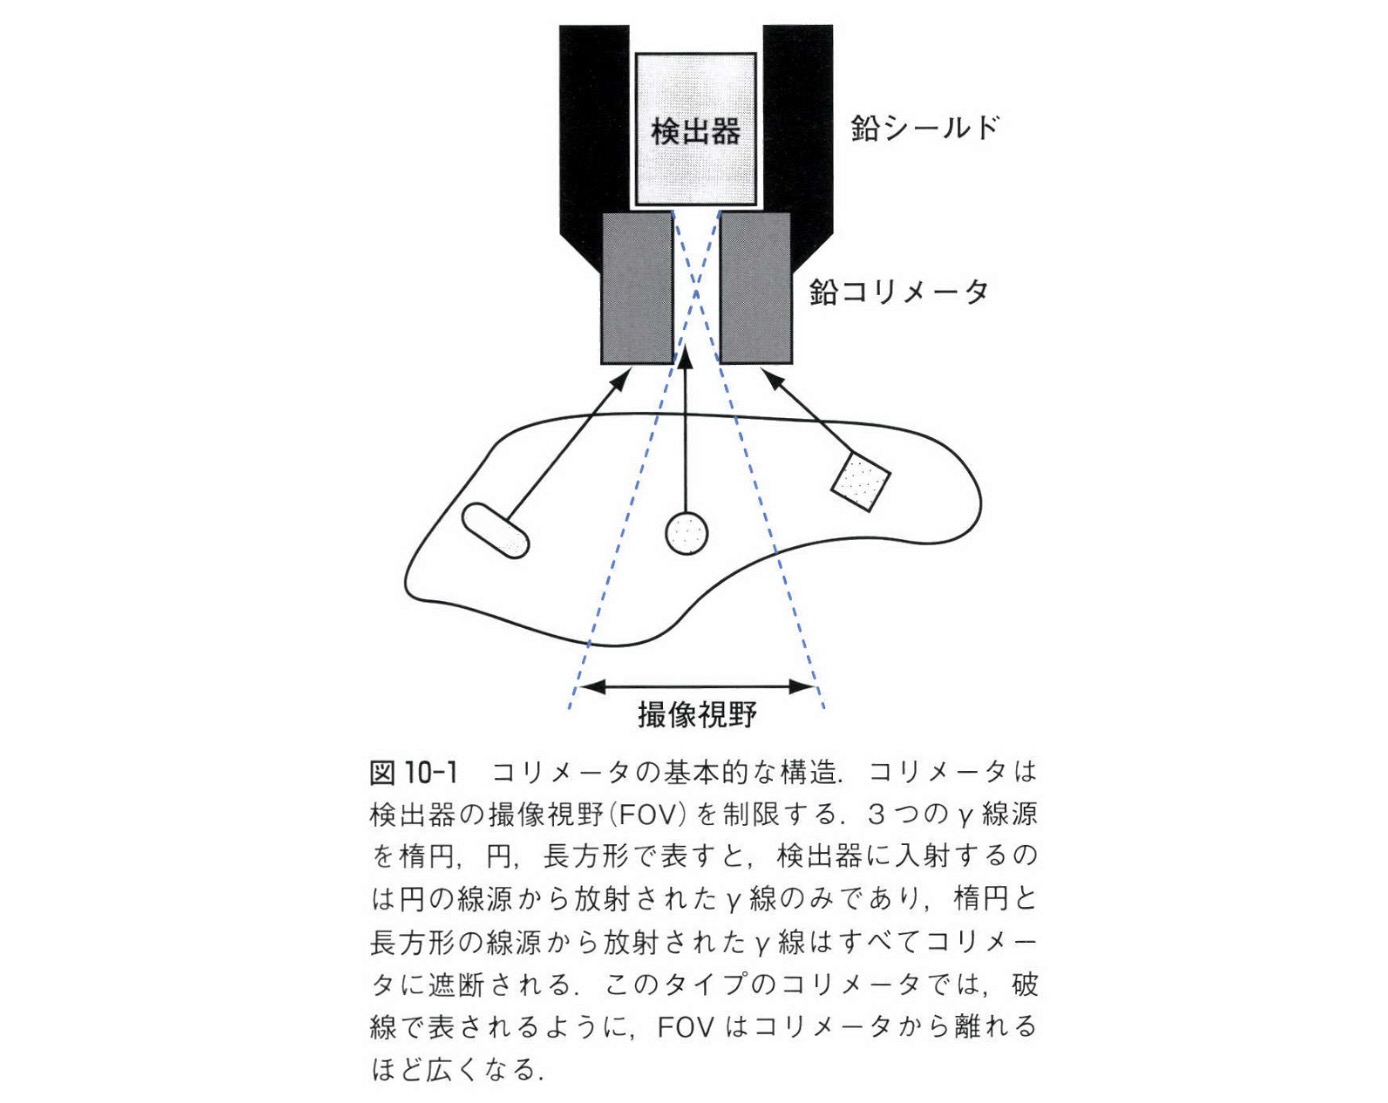 検出器
鉛シールド
鉛コリメータ
撮像視野
図10-1 コリメータの基本的な構造．コリメータは
検出器の撮像視野(FOV)を制限する．3つのγ線源
を楕円，円，長方形で表すと，検出器に入射するの
は円の線源から放射されたγ線のみであり，楕円と
長方形の線源から放射されたγ線はすべてコリメー
タに遮断される．このタイプのコリメータでは，破
線で表されるように，FOVはコリメータから離れる
ほど広くなる．